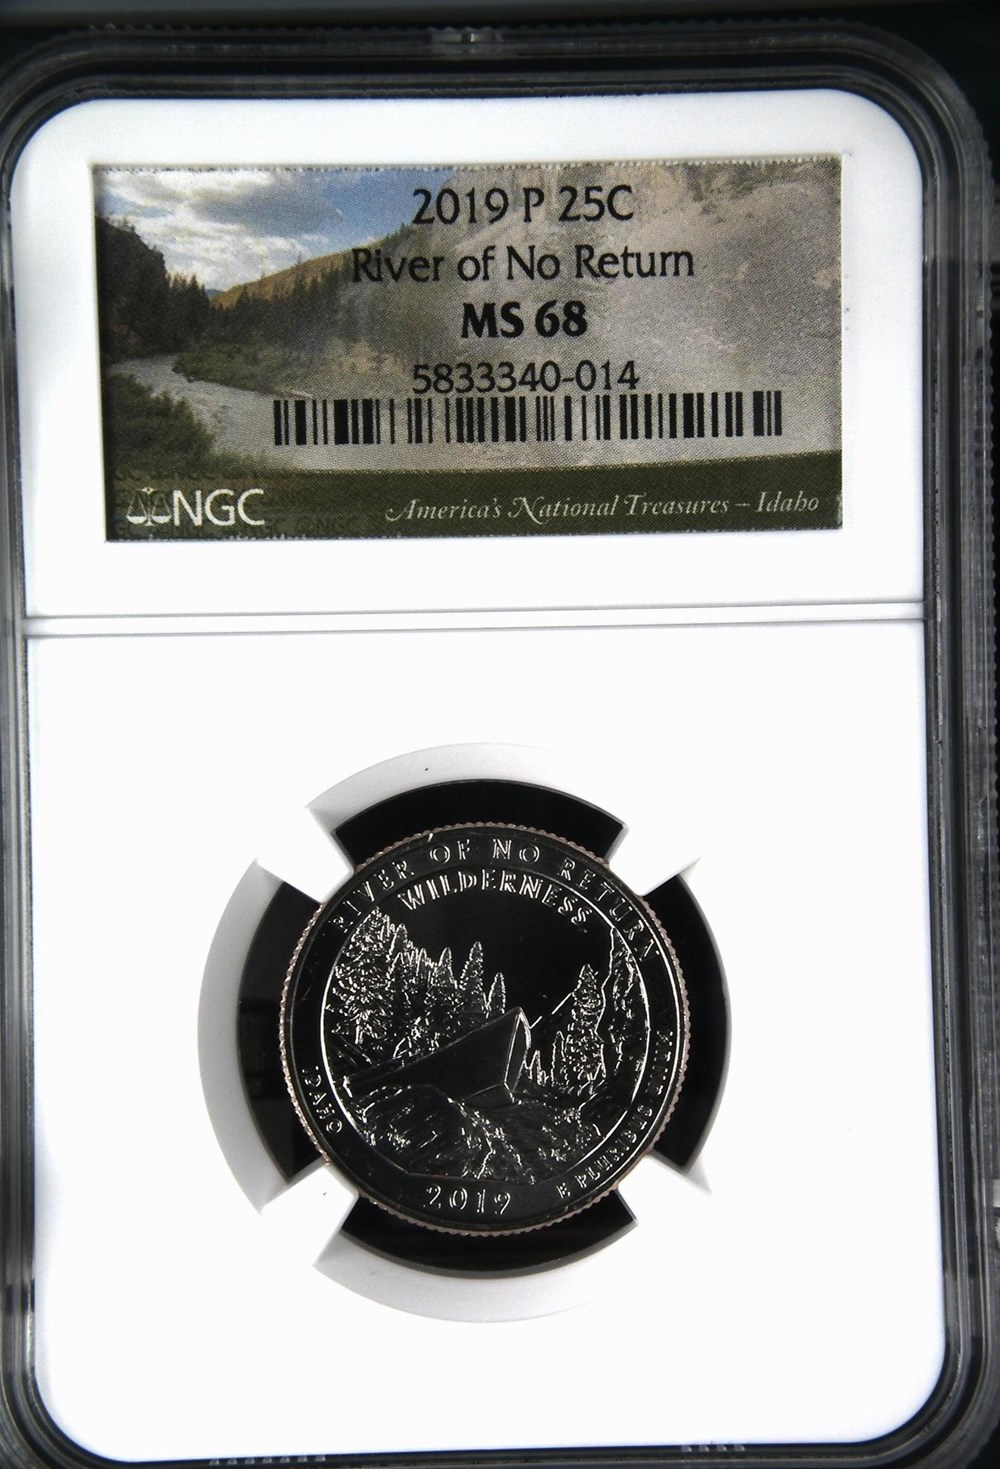 2019 P 25C
River of No Return
MS 68
5833340-014
NGC
America's National Treasures – Idaho
RIVER OF NO RETURN
WILDERNESS
IDAHO
2019
E PLURIBUS UNUM